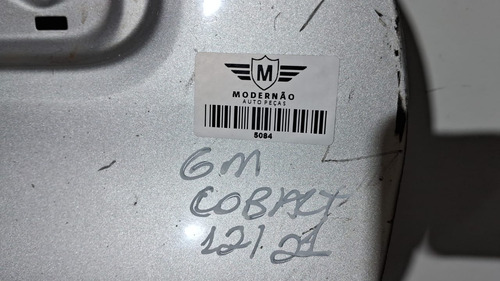 M
MODERNÃO
AUTO PEÇAS
5084
GM
COBALT
12/21